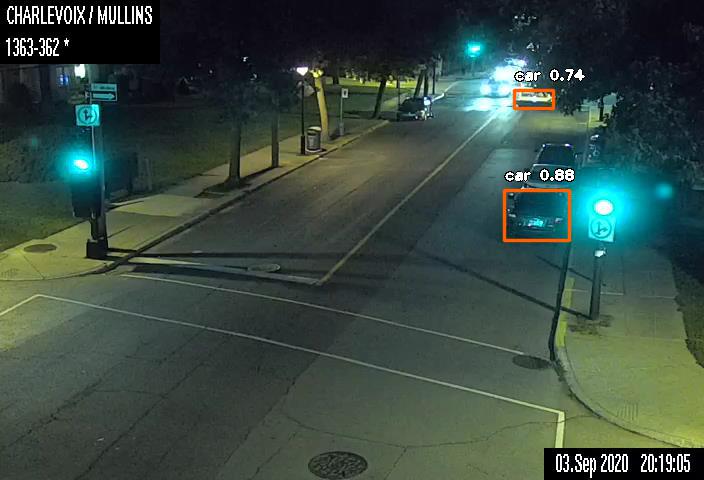 CHARLEVOIX / MULLINS
1363-362 *
car 0.74
car 0.88
03.Sep 2020 20:19:05